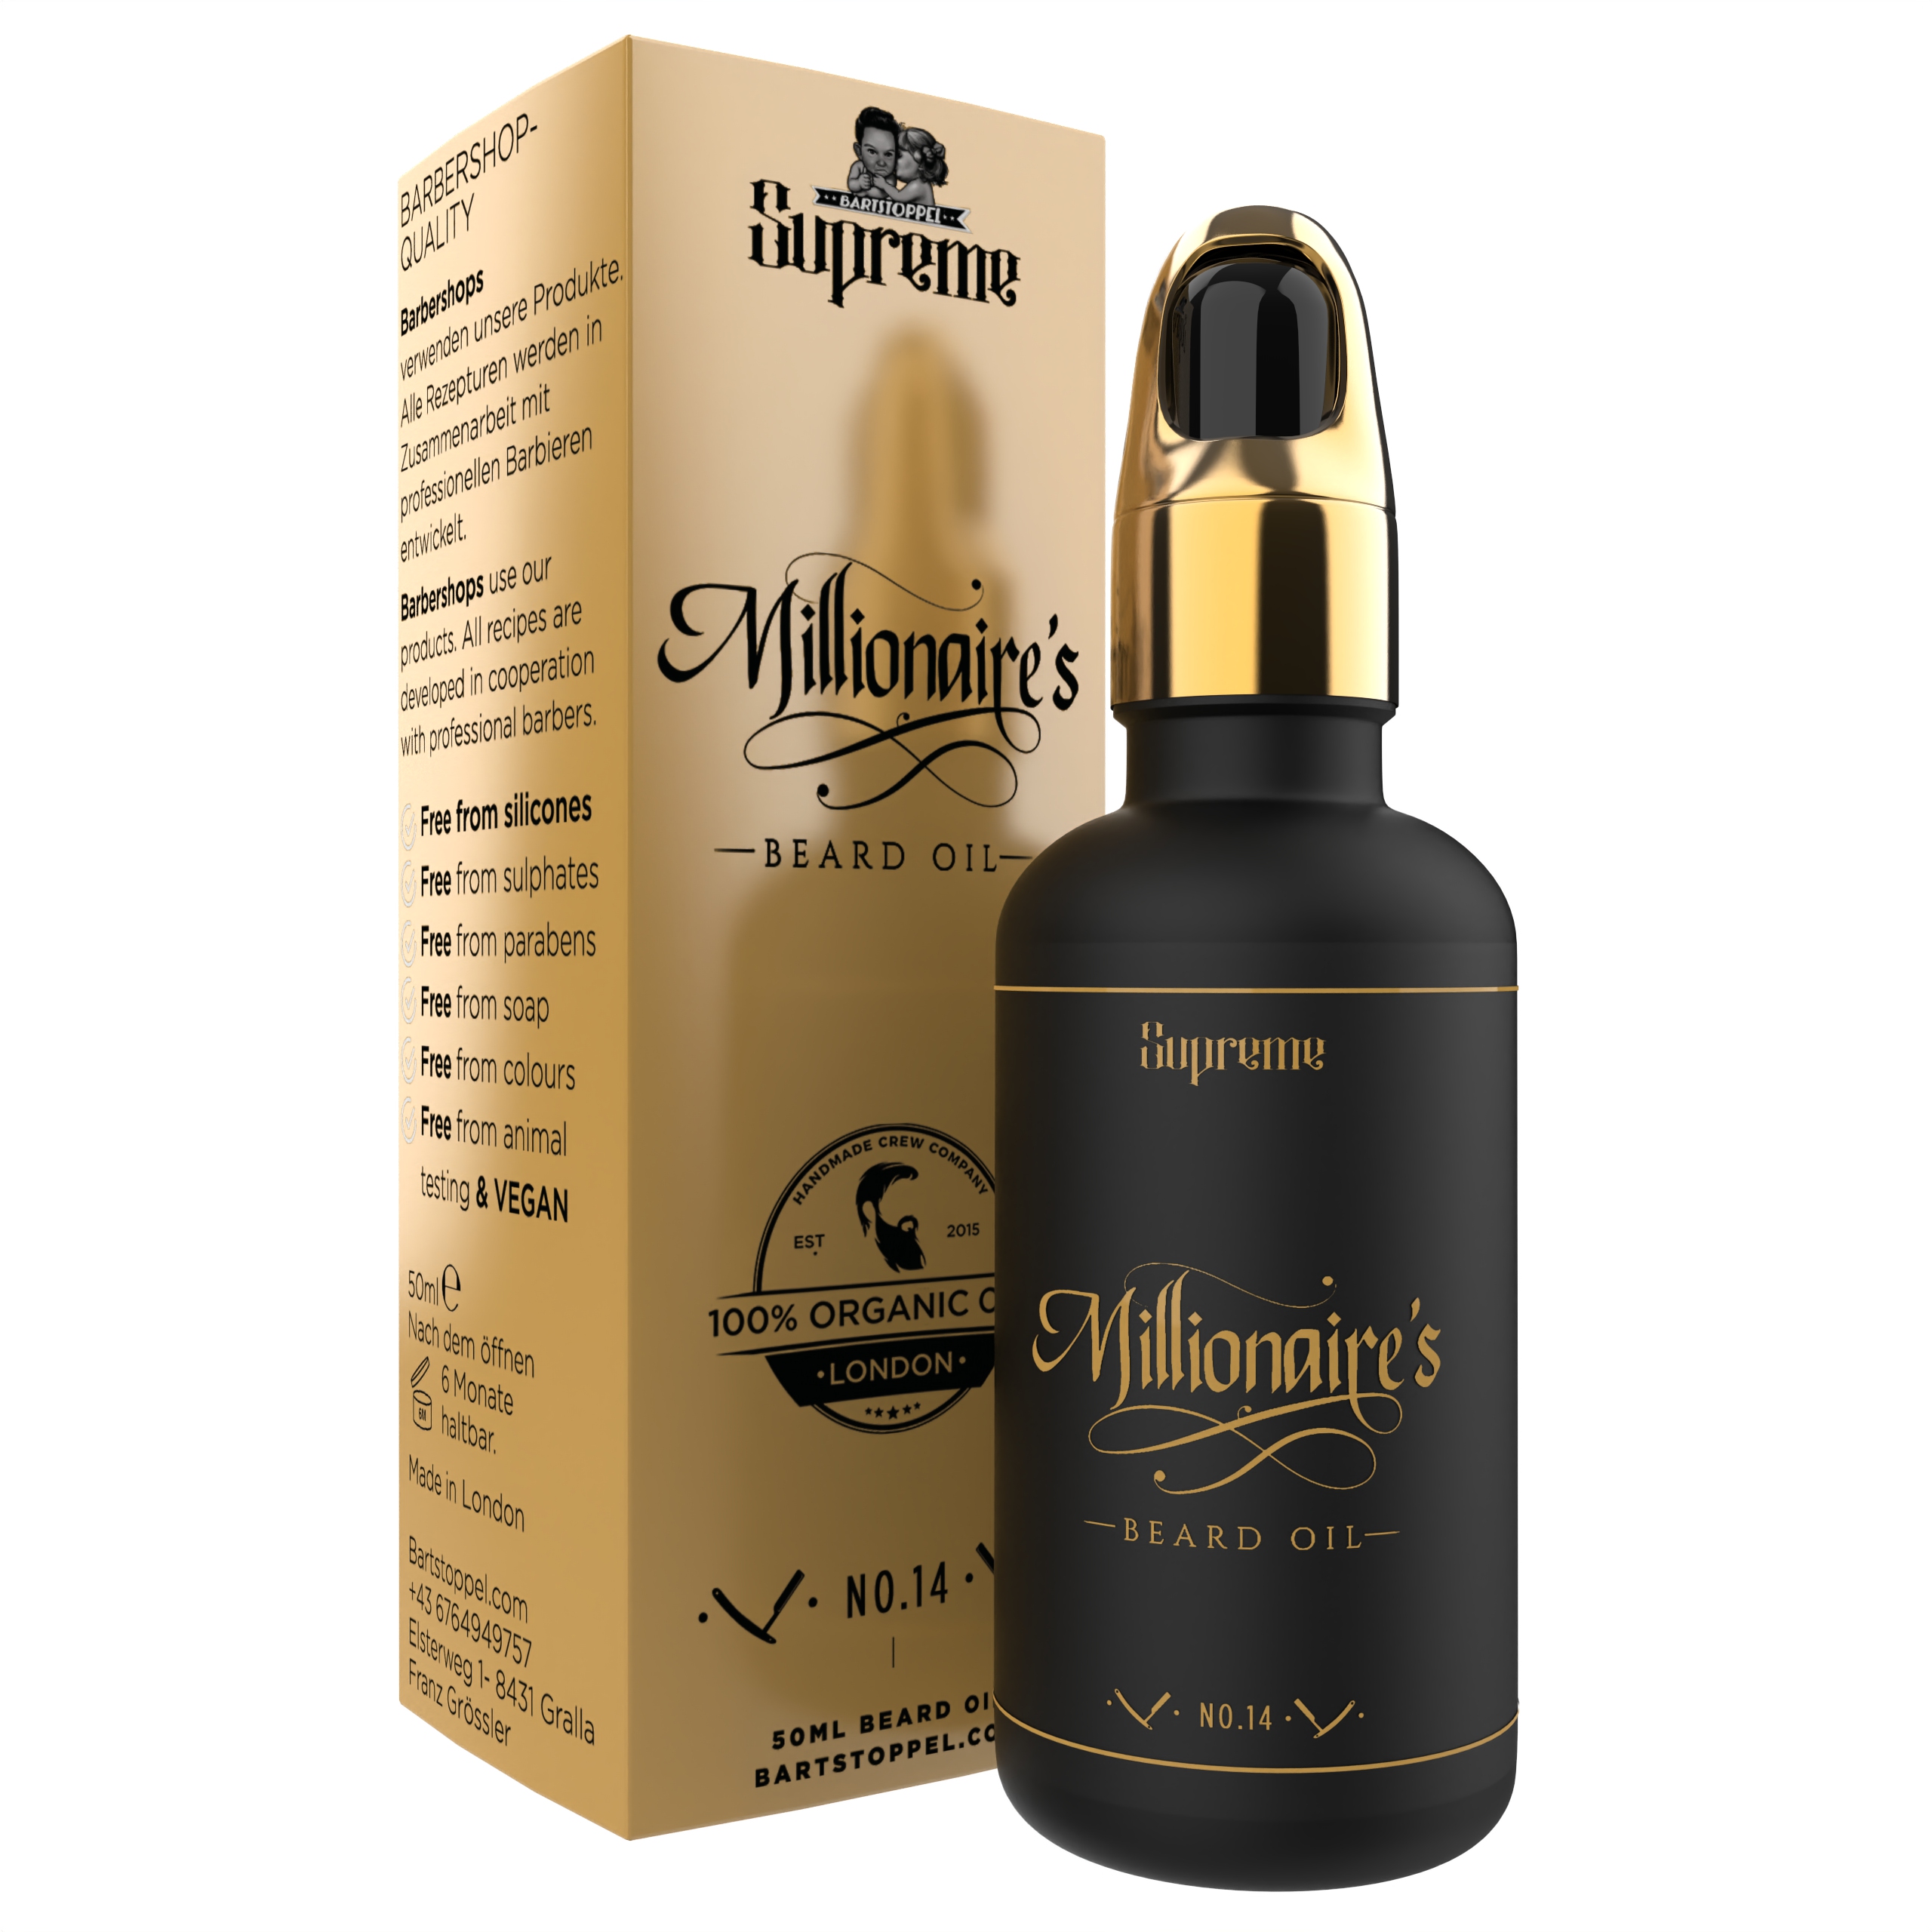 BARBERSHOP-
QUALITY
Barbershops
verwenden unsere Produkte.
Alle Rezepturen werden in
Zusammenarbeit mit
professionellen Barbieren
entwickelt.
Barbershops use our
products. All recipes are
developed in cooperation
with professional barbers.
Free from silicones
Free from sulphates
Free from parabens
Free from soap
Free from colours
Free from animal
testing & VEGAN
50ml e
Nach dem öffnen
6 Monate
haltbar.
6M
Made in London
Bartstoppel.com
+43 6764949757
Elsterweg 1- 8431 Gralla
Franz Grössler
BARTSTOPPEL
Supreme
Millionaire's
BEARD OIL
HANDMADE CREW COMPANY
EST 2015
100% ORGANIC
LONDON
NO.14
50ML BEARD OI
BARTSTOPPEL.CO
Supreme
Millionaire's
BEARD OIL
NO.14